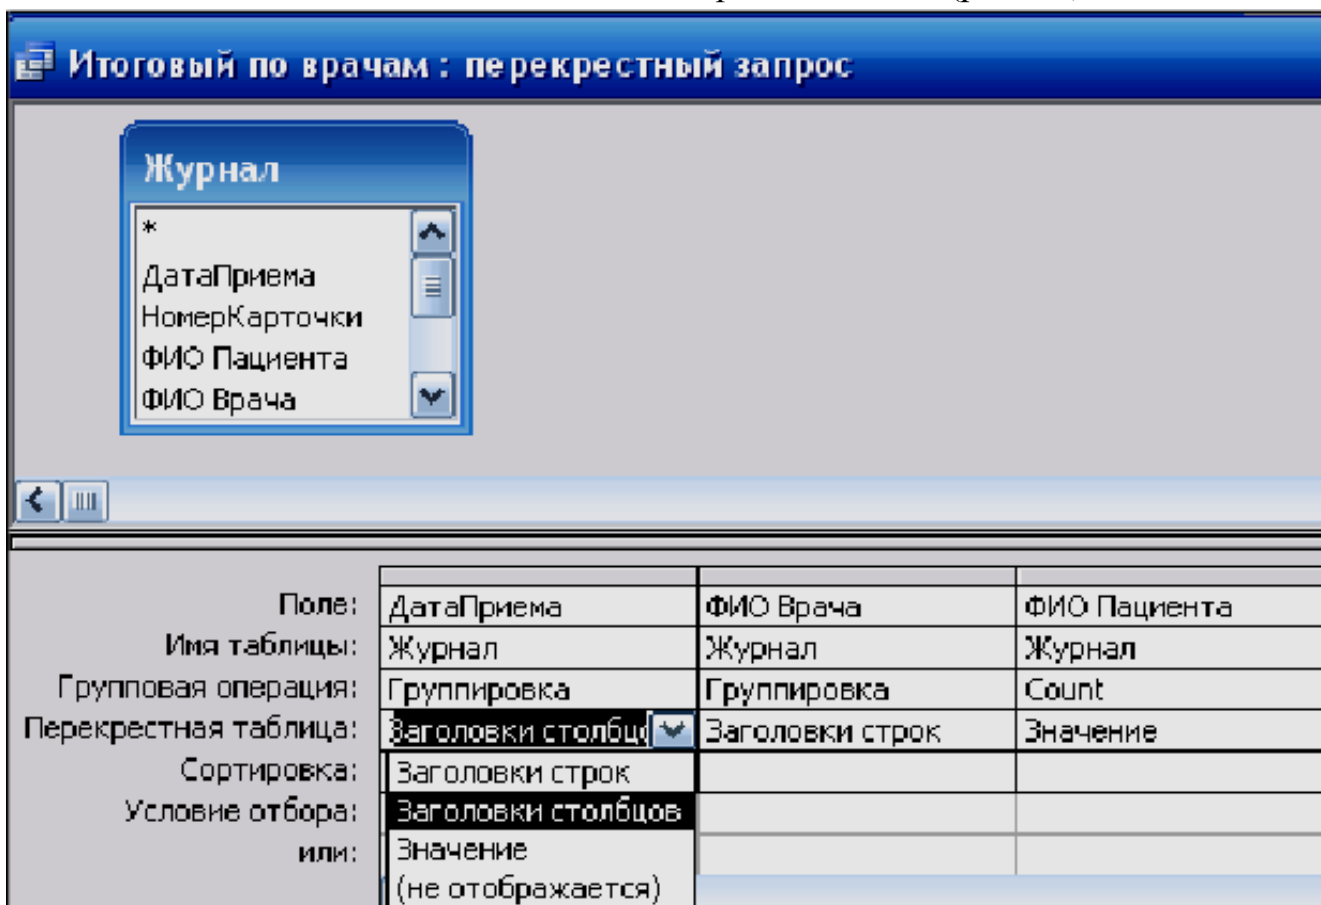 Итоговый по врачам : перекрестный запрос
Журнал
*
ДатаПриема
НомерКарточки
ФИО Пациента
ФИО Врача
Поле: ДатаПриема ФИО Врача ФИО Пациента
Имя таблицы: Журнал Журнал Журнал
Групповая операция: Группировка Группировка Count
Перекрестная таблица: Заголовки столбц Заголовки строк Значение
Сортировка: Заголовки строк
Условие отбора: Заголовки столбцов
или: Значение
(не отображается)